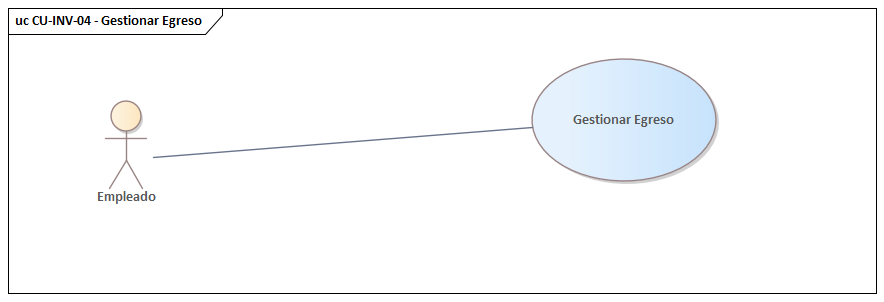 uc CU-INV-04 - Gestionar Egreso
Gestionar Egreso
Empleado